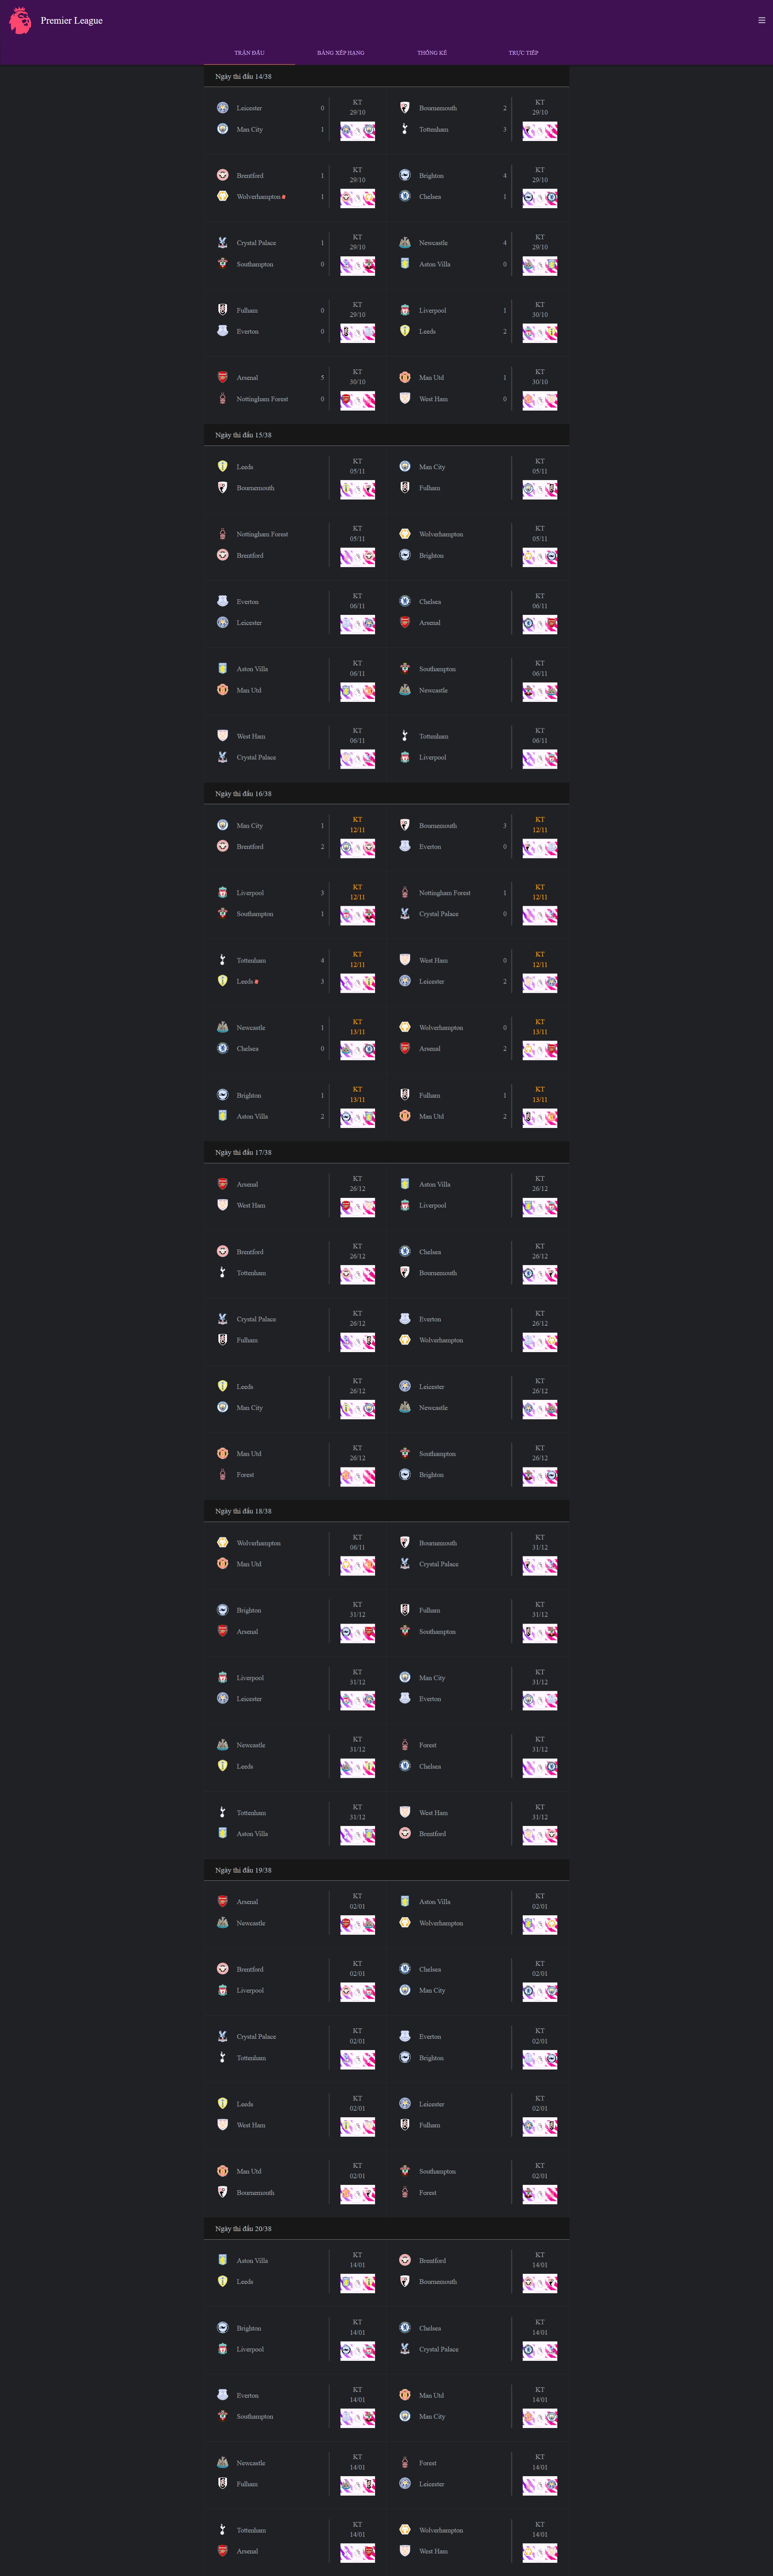 Premier League
TRẬN ĐẤU BẢNG XẾP HẠNG THỐNG KÊ TRỰC TIẾP
Ngày thi đấu 14/38
Leicester 0 KT
Man City 1 29/10
Bournemouth 2 KT
Tottenham 3 29/10
Brentford 1 KT
Wolverhampton 1 29/10
Brighton 4 KT
Chelsea 1 29/10
Crystal Palace 1 KT
Southampton 0 29/10
Newcastle 4 KT
Aston Villa 0 29/10
Fulham 0 KT
Everton 0 29/10
Liverpool 1 KT
Leeds 2 30/10
Arsenal 5 KT
Nottingham Forest 0 30/10
Man Utd 1 KT
West Ham 0 30/10
Ngày thi đấu 15/38
Leeds KT
Bournemouth 05/11
Man City KT
Fulham 05/11
Nottingham Forest KT
Brentford 05/11
Wolverhampton KT
Brighton 05/11
Everton KT
Leicester 06/11
Chelsea KT
Arsenal 06/11
Aston Villa KT
Man Utd 06/11
Southampton KT
Newcastle 06/11
West Ham KT
Crystal Palace 06/11
Tottenham KT
Liverpool 06/11
Ngày thi đấu 16/38
Man City 1 KT
Brentford 2 12/11
Bournemouth 3 KT
Everton 0 12/11
Liverpool 3 KT
Southampton 1 12/11
Nottingham Forest 1 KT
Crystal Palace 0 12/11
Tottenham 4 KT
Leeds 3 12/11
West Ham 0 KT
Leicester 2 12/11
Newcastle 1 KT
Chelsea 0 13/11
Wolverhampton 0 KT
Arsenal 2 13/11
Brighton 1 KT
Aston Villa 2 13/11
Fulham 1 KT
Man Utd 2 13/11
Ngày thi đấu 17/38
Arsenal KT
West Ham 26/12
Aston Villa KT
Liverpool 26/12
Brentford KT
Tottenham 26/12
Chelsea KT
Bournemouth 26/12
Crystal Palace KT
Fulham 26/12
Everton KT
Wolverhampton 26/12
Leeds KT
Man City 26/12
Leicester KT
Newcastle 26/12
Man Utd KT
Forest 26/12
Southampton KT
Brighton 26/12
Ngày thi đấu 18/38
Wolverhampton KT
Man Utd 06/11
Bournemouth KT
Crystal Palace 31/12
Brighton KT
Arsenal 31/12
Fulham KT
Southampton 31/12
Liverpool KT
Leicester 31/12
Man City KT
Everton 31/12
Newcastle KT
Leeds 31/12
Forest KT
Chelsea 31/12
Tottenham KT
Aston Villa 31/12
West Ham KT
Brentford 31/12
Ngày thi đấu 19/38
Arsenal KT
Newcastle 02/01
Aston Villa KT
Wolverhampton 02/01
Brentford KT
Liverpool 02/01
Chelsea KT
Man City 02/01
Crystal Palace KT
Tottenham 02/01
Everton KT
Brighton 02/01
Leeds KT
West Ham 02/01
Leicester KT
Fulham 02/01
Man Utd KT
Bournemouth 02/01
Southampton KT
Forest 02/01
Ngày thi đấu 20/38
Aston Villa KT
Leeds 14/01
Brentford KT
Bournemouth 14/01
Brighton KT
Liverpool 14/01
Chelsea KT
Crystal Palace 14/01
Everton KT
Southampton 14/01
Man Utd KT
Man City 14/01
Newcastle KT
Fulham 14/01
Forest KT
Leicester 14/01
Tottenham KT
Arsenal 14/01
Wolverhampton KT
West Ham 14/01